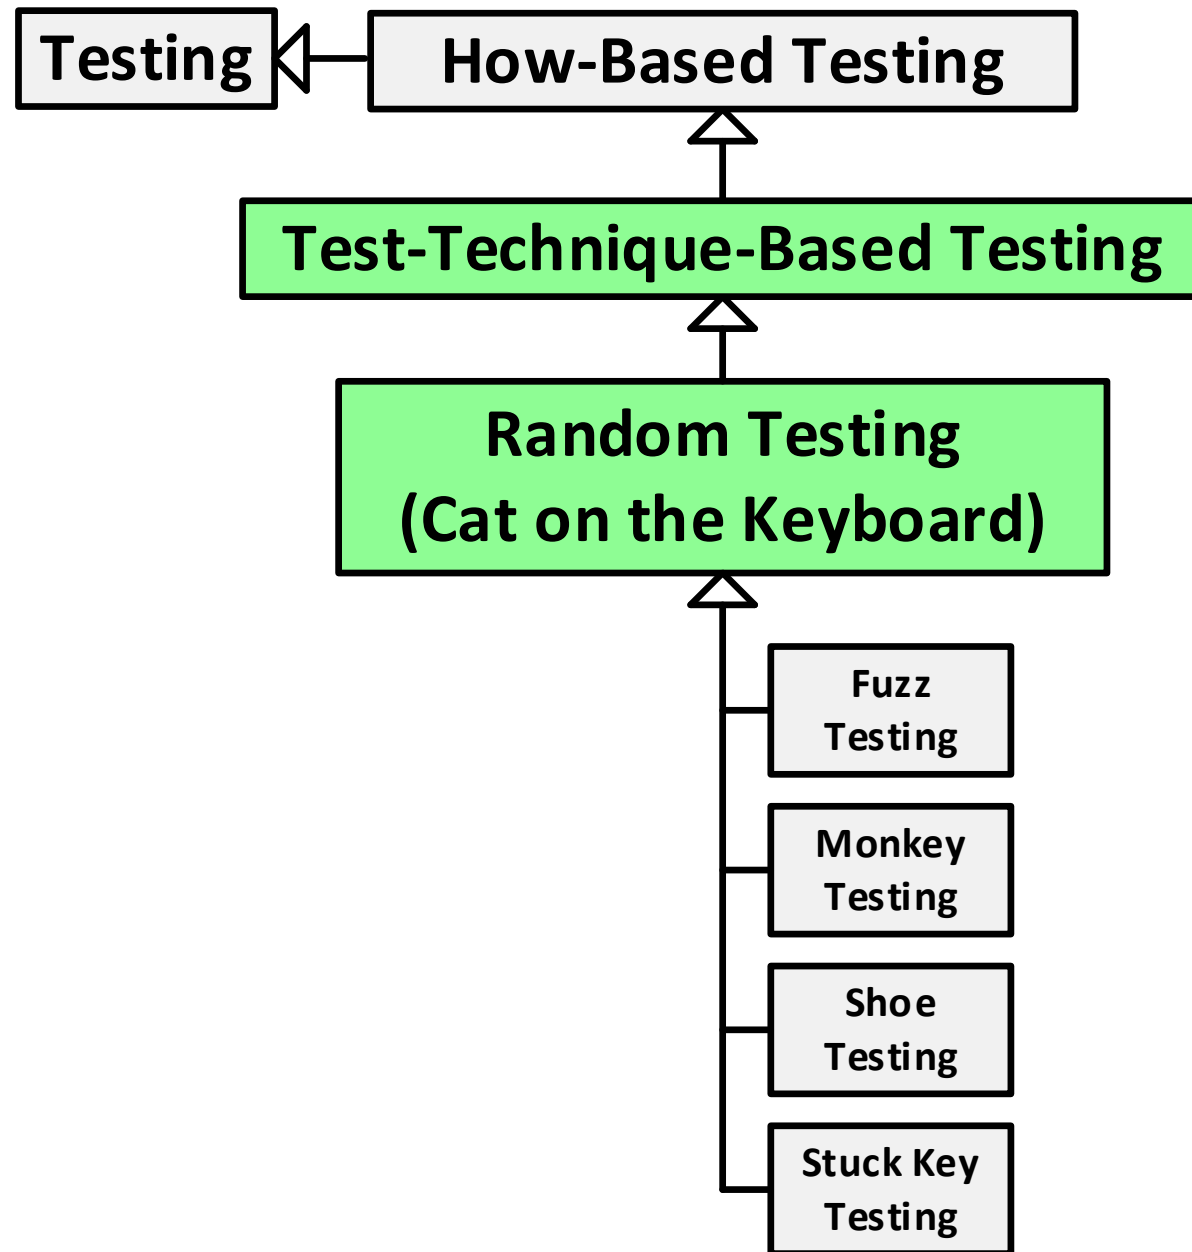 Testing
How-Based Testing
Test-Technique-Based Testing
Random Testing
(Cat on the Keyboard)
Fuzz
Testing
Monkey
Testing
Shoe
Testing
Stuck Key
Testing